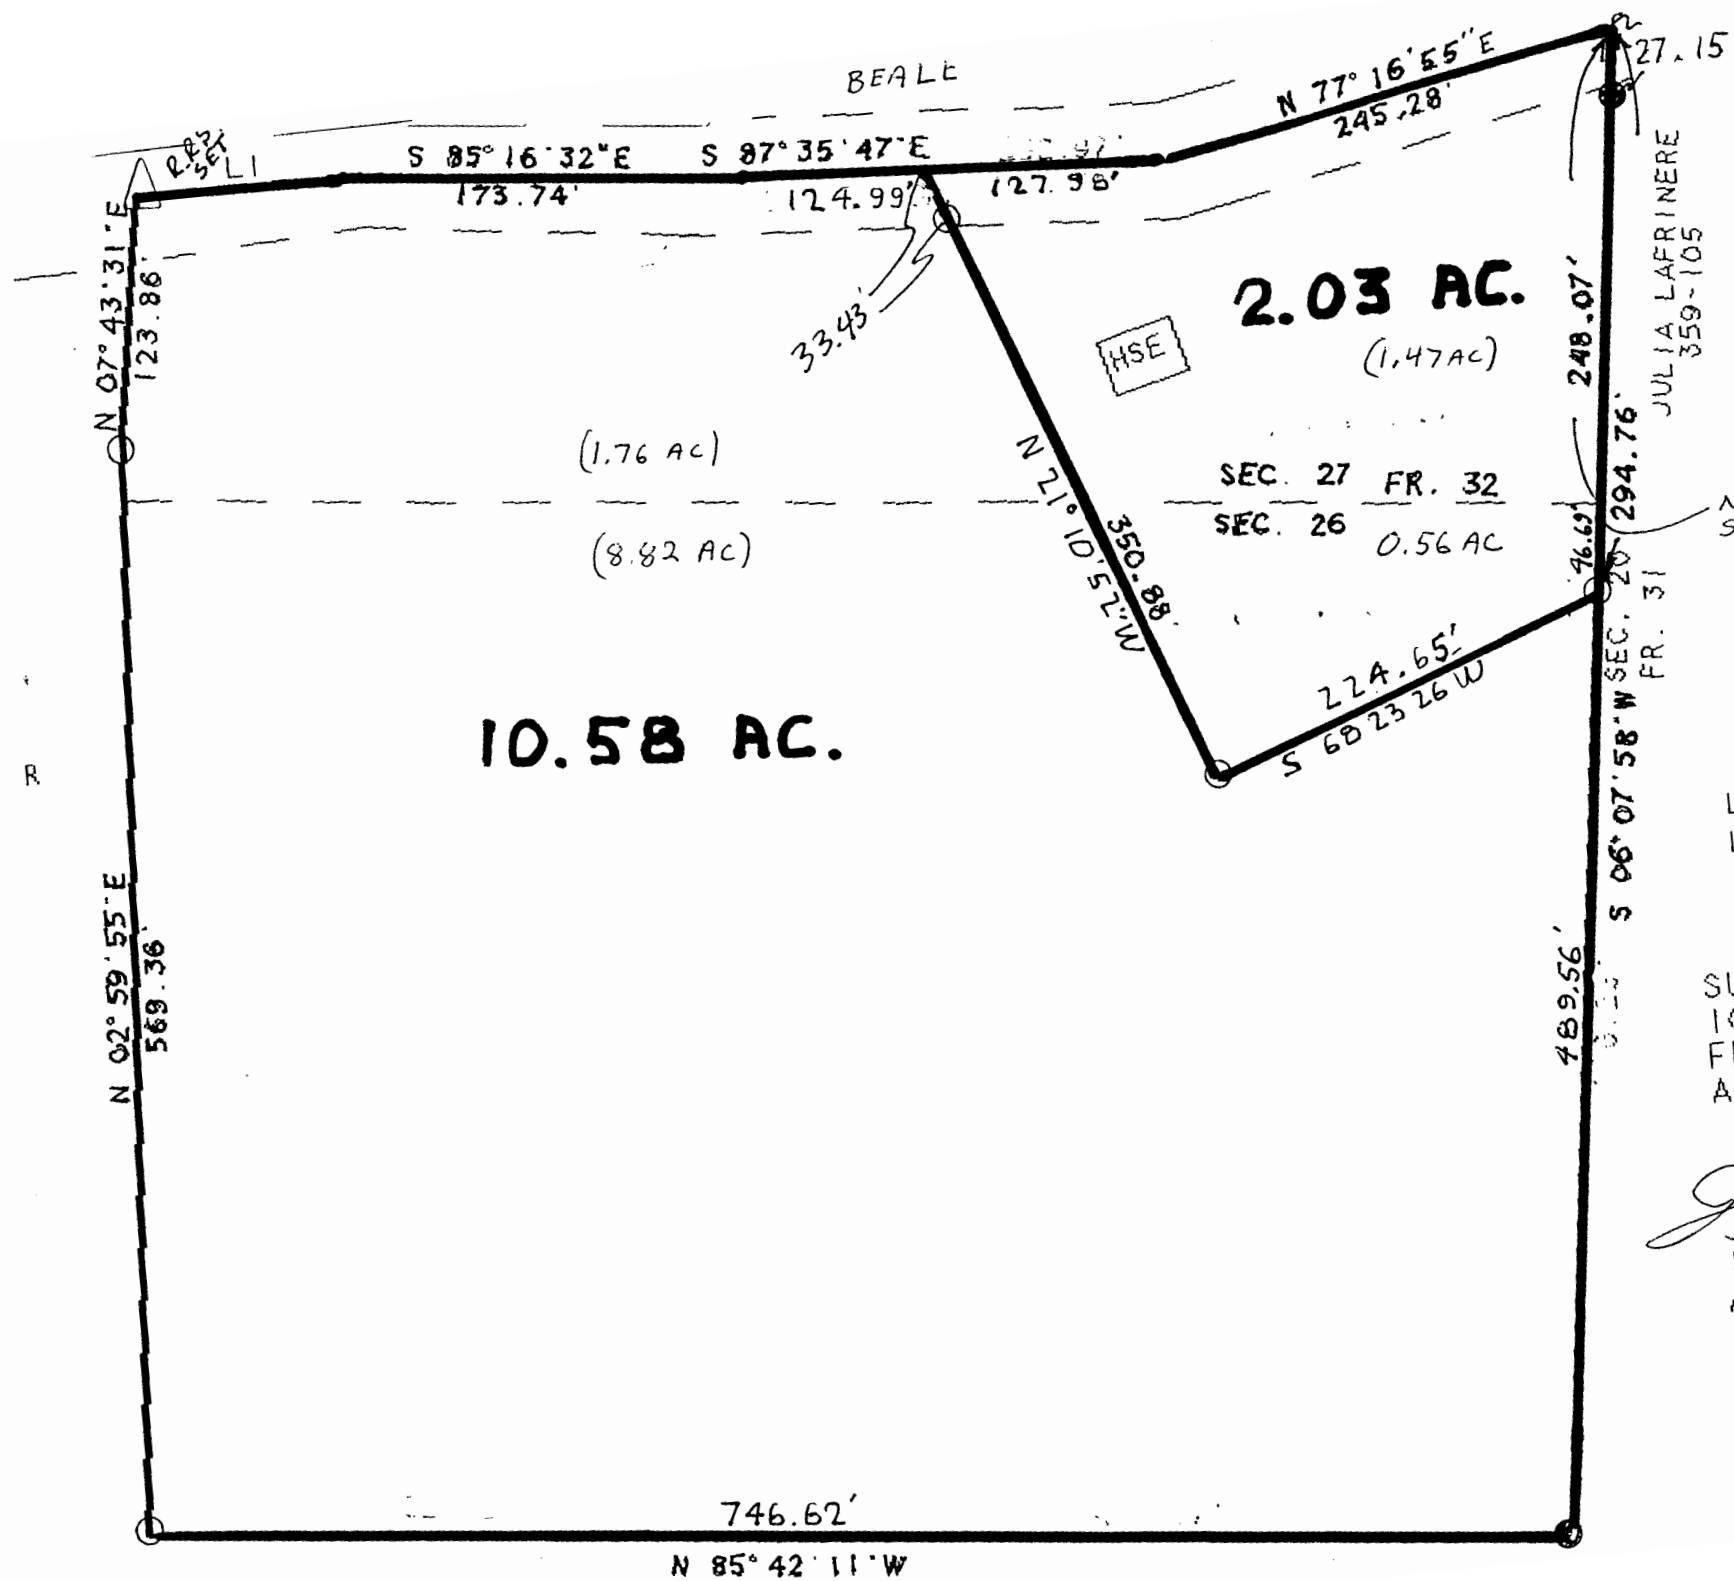 BEALE
N 77° 16' 55" E
245.28'
27.15
R.R.
SET
L1
S 85° 16' 32" E
173.74'
S 87° 35' 47" E
124.99'
127.98'
33.43'
N 07° 43' 31" E
123.86'
2.03 AC.
(1.47 AC)
HSE
248.07'
JULIA LAFRINERE
359-105
294.76'
(1.76 AC)
(8.82 AC)
SEC. 27 FR. 32
SEC. 26 0.56 AC
46.69'
N 21° 10' 52" W
350.88'
224.65'
S 68 23 26 W
FR. 31
S 06° 07' 58" W
10.58 AC.
R
N 02° 59' 55" E
569.36'
489.56'
746.62'
N 85° 42' 11" W